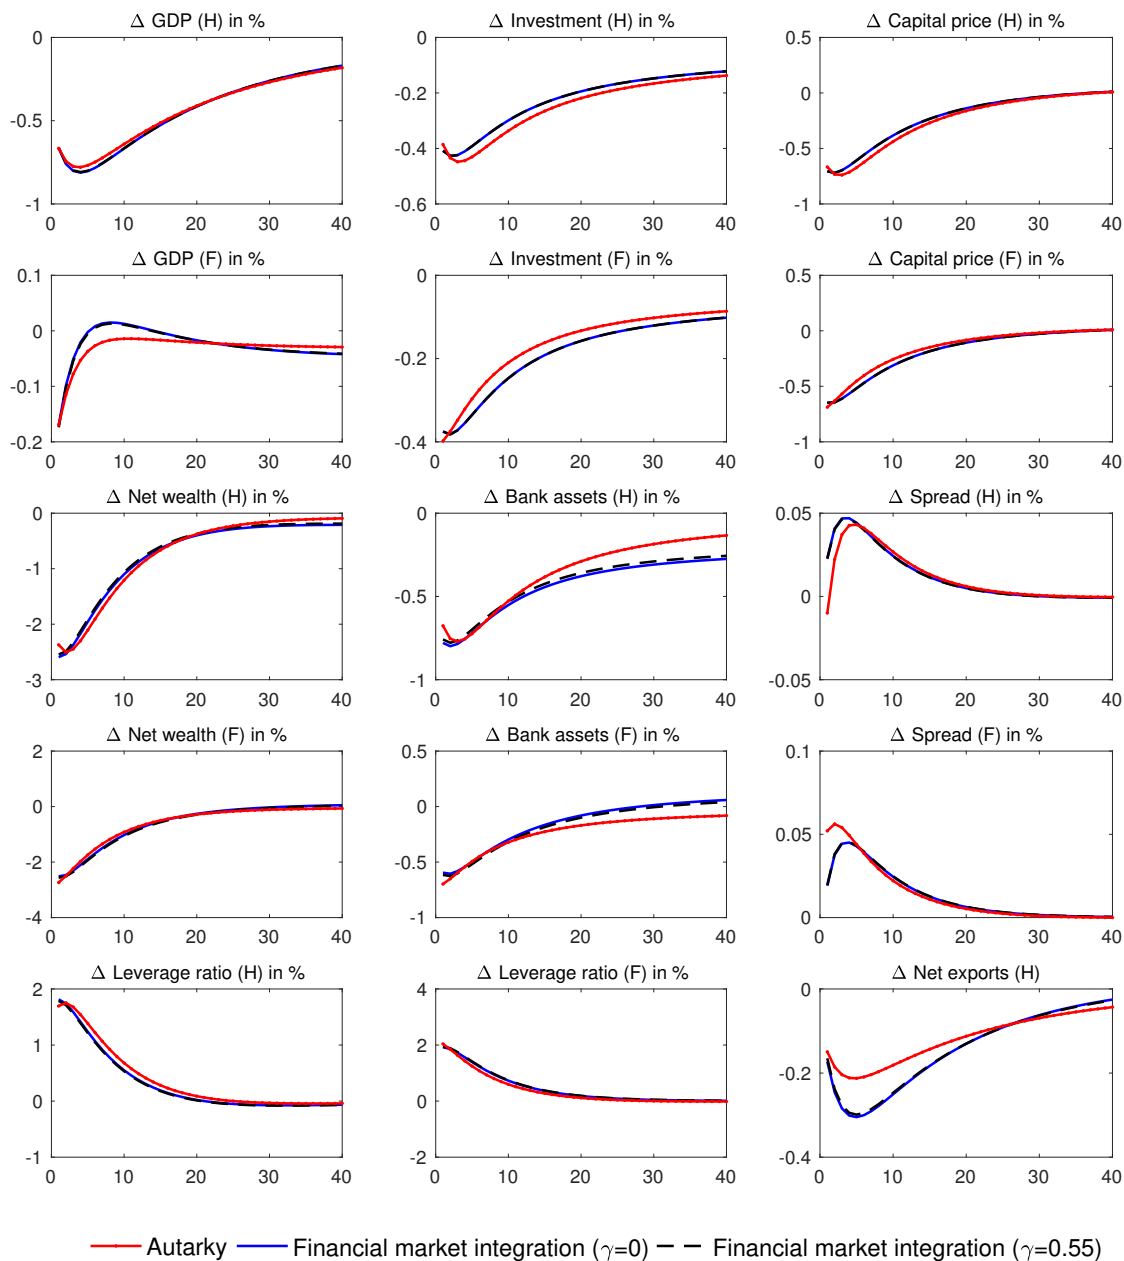 Δ GDP (H) in %
0
-0.5
-1
0 10 20 30 40
Δ Investment (H) in %
0
-0.2
-0.4
-0.6
0 10 20 30 40
Δ Capital price (H) in %
0.5
0
-0.5
-1
0 10 20 30 40
Δ GDP (F) in %
0.1
0
-0.1
-0.2
0 10 20 30 40
Δ Investment (F) in %
0
-0.2
-0.4
0 10 20 30 40
Δ Capital price (F) in %
0.5
0
-0.5
-1
0 10 20 30 40
Δ Net wealth (H) in %
0
-1
-2
-3
0 10 20 30 40
Δ Bank assets (H) in %
0
-0.5
-1
0 10 20 30 40
Δ Spread (H) in %
0.05
0
-0.05
0 10 20 30 40
Δ Net wealth (F) in %
2
0
-2
-4
0 10 20 30 40
Δ Bank assets (F) in %
0.5
0
-0.5
-1
0 10 20 30 40
Δ Spread (F) in %
0.1
0.05
0
0 10 20 30 40
Δ Leverage ratio (H) in %
2
1
0
-1
0 10 20 30 40
Δ Leverage ratio (F) in %
4
2
0
-2
0 10 20 30 40
Δ Net exports (H)
0
-0.2
-0.4
0 10 20 30 40
Autarky Financial market integration (γ=0) Financial market integration (γ=0.55)